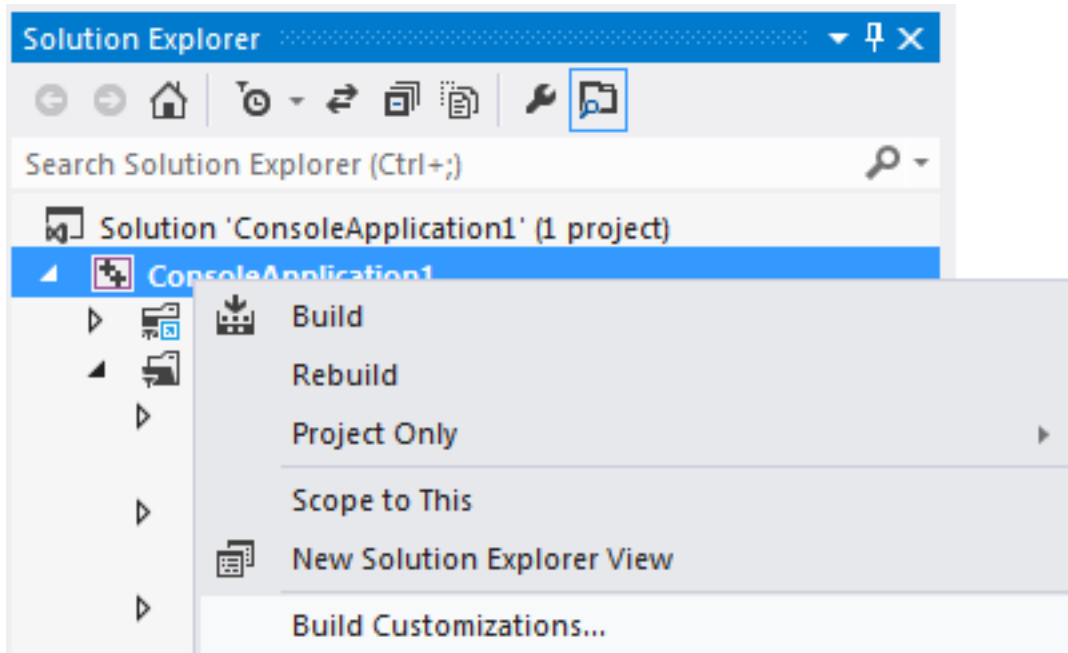 Solution Explorer
Search Solution Explorer (Ctrl+;)
Solution 'ConsoleApplication1' (1 project)
ConsoleApplication1
Build
Rebuild
Project Only
Scope to This
New Solution Explorer View
Build Customizations...